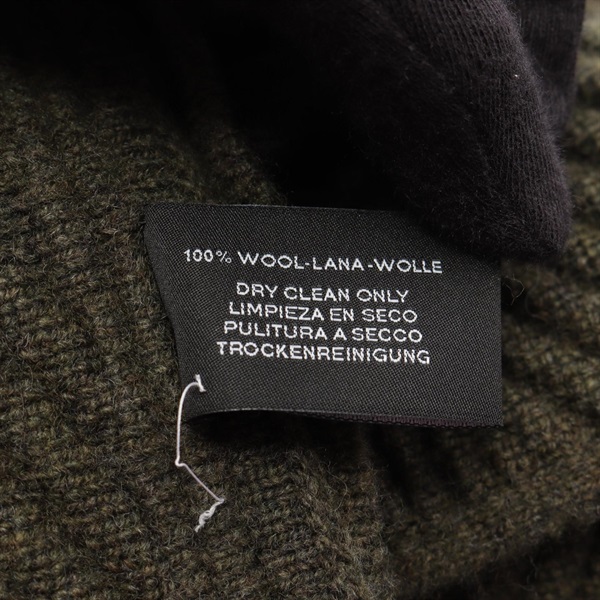 100% WOOL-LANA-WOLLE
DRY CLEAN ONLY
LIMPIEZA EN SECO
PULITURA A SECCO
TROCKENREINIGUNG